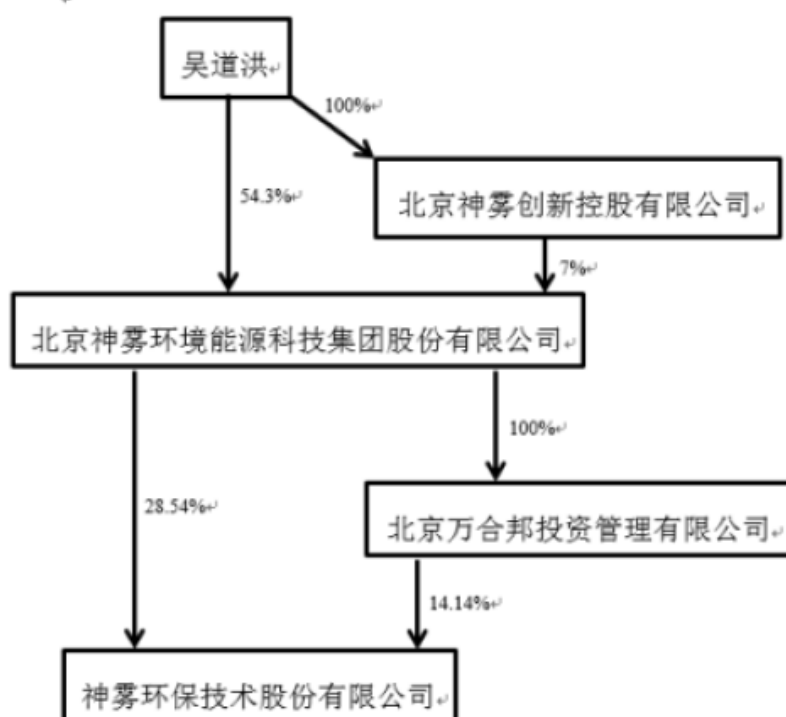 吴道洪
100%
北京神雾创新控股有限公司
54.3%
7%
北京神雾环境能源科技集团股份有限公司
100%
28.54%
北京万合邦投资管理有限公司
14.14%
神雾环保技术股份有限公司